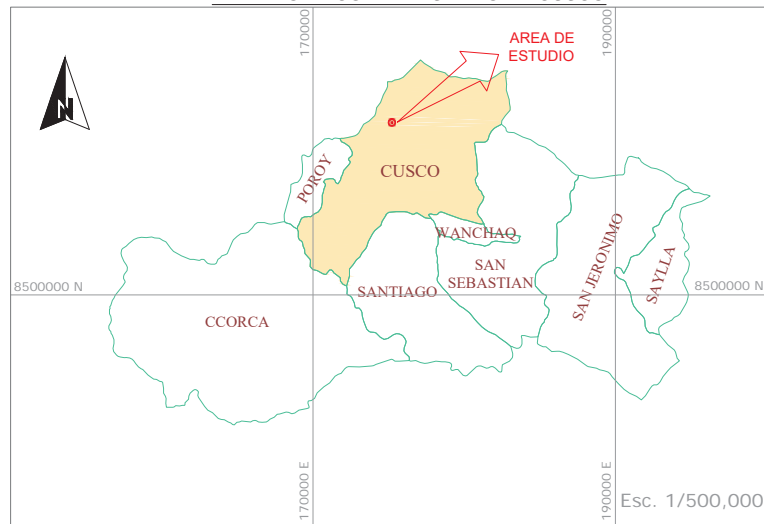 170000
190000
AREA DE
ESTUDIO
N
POROY
CUSCO
WANCHAQ
SAN
SEBASTIAN
SAN JERONIMO
SAYLLA
SANTIAGO
8500000 N
8500000 N
CCORCA
170000 E
190000 E
Esc. 1/500,000